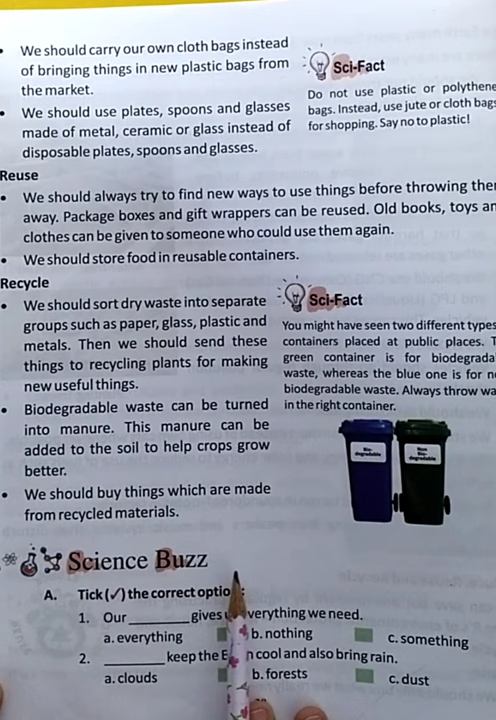 • We should carry our own cloth bags instead
of bringing things in new plastic bags from
the market.
• We should use plates, spoons and glasses
made of metal, ceramic or glass instead of
disposable plates, spoons and glasses.
Sci-Fact
Do not use plastic or polythene
bags. Instead, use jute or cloth bags
for shopping. Say no to plastic!
Reuse
• We should always try to find new ways to use things before throwing
away. Package boxes and gift wrappers can be reused. Old books, toys
clothes can be given to someone who could use them again.
• We should store food in reusable containers.
Recycle
• We should sort dry waste into separate
groups such as paper, glass, plastic and
metals. Then we should send these
things to recycling plants for making
new useful things.
• Biodegradable waste can be turned
into manure. This manure can be
added to the soil to help crops grow
better.
• We should buy things which are made
from recycled materials.
Sci-Fact
You might have seen two different types
containers placed at public places.
green container is for
waste, whereas the blue one is for
biodegradable waste. Always throw
in the right container.
Bio-
degradable
Non
Bio-
degradable
Science Buzz
A. Tick (✓) the correct
1. Our ________ gives everything we need.
a. everything b. nothing c. something
2. ________ keep the cool and also bring rain.
a. clouds b. forests c. dust